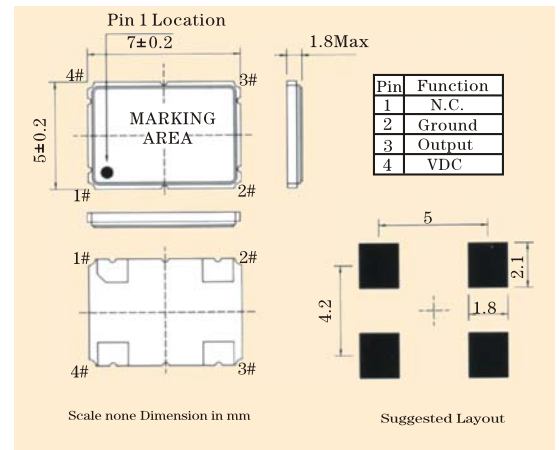 Pin 1 Location
7±0.2
1.8Max
4#
3#
5±0.2
MARKING
AREA
1#
2#
Pin Function
1 N.C.
2 Ground
3 Output
4 VDC
1#
2#
4#
3#
5
4.2
2.1
1.8
Scale none Dimension in mm
Suggested Layout